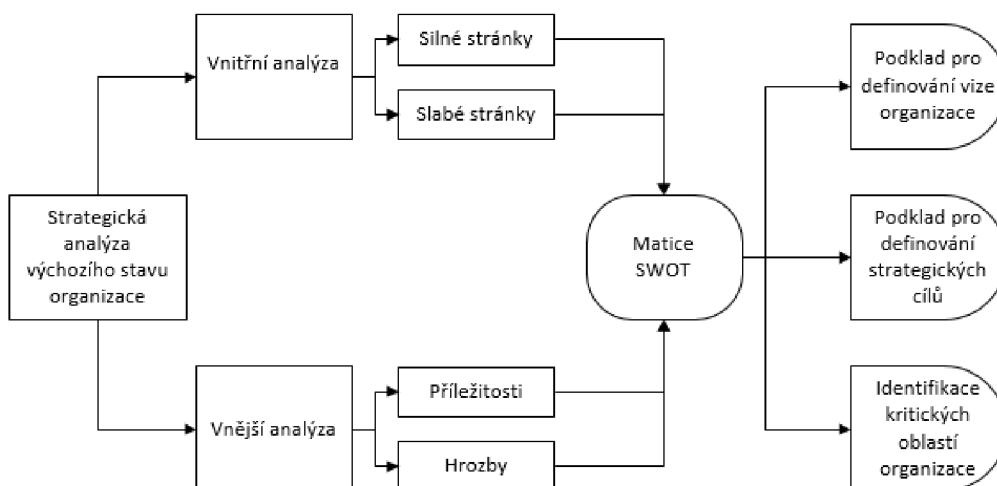 Strategická
analýza
výchozího stavu
organizace
Vnitřní analýza
Silné stránky
Slabé stránky
Vnější analýza
Příležitosti
Hrozby
Matice
SWOT
Podklad pro
definování vize
organizace
Podklad pro
definování
strategických
cílů
Identifikace
kritických
oblastí
organizace